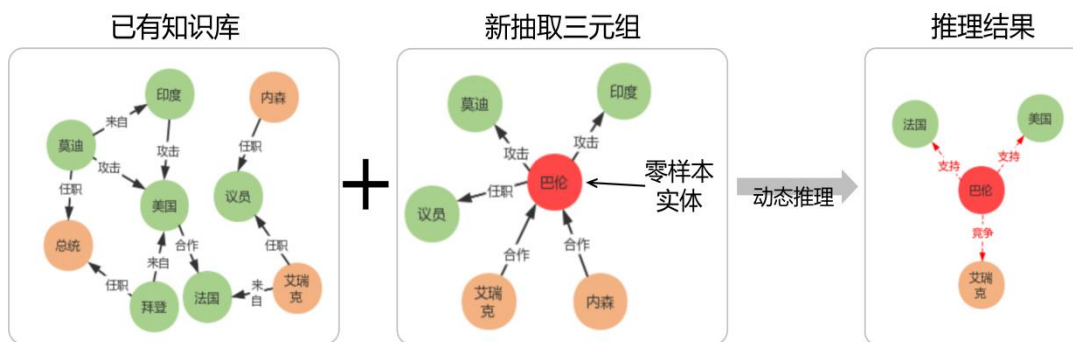 已有知识库
新抽取三元组
推理结果
印度
内森
来自
莫迪
攻击
任职
攻击
任职
议员
美国
总统
合作
任职
来自
任职
来
自
艾瑞
克
法国
拜登
+
莫迪
印度
攻击
攻击
巴伦
零样本
实体
任职
议员
合作
合作
艾瑞
克
内森
动态推理
法国
美国
支持
支持
巴伦
竞争
艾瑞
克